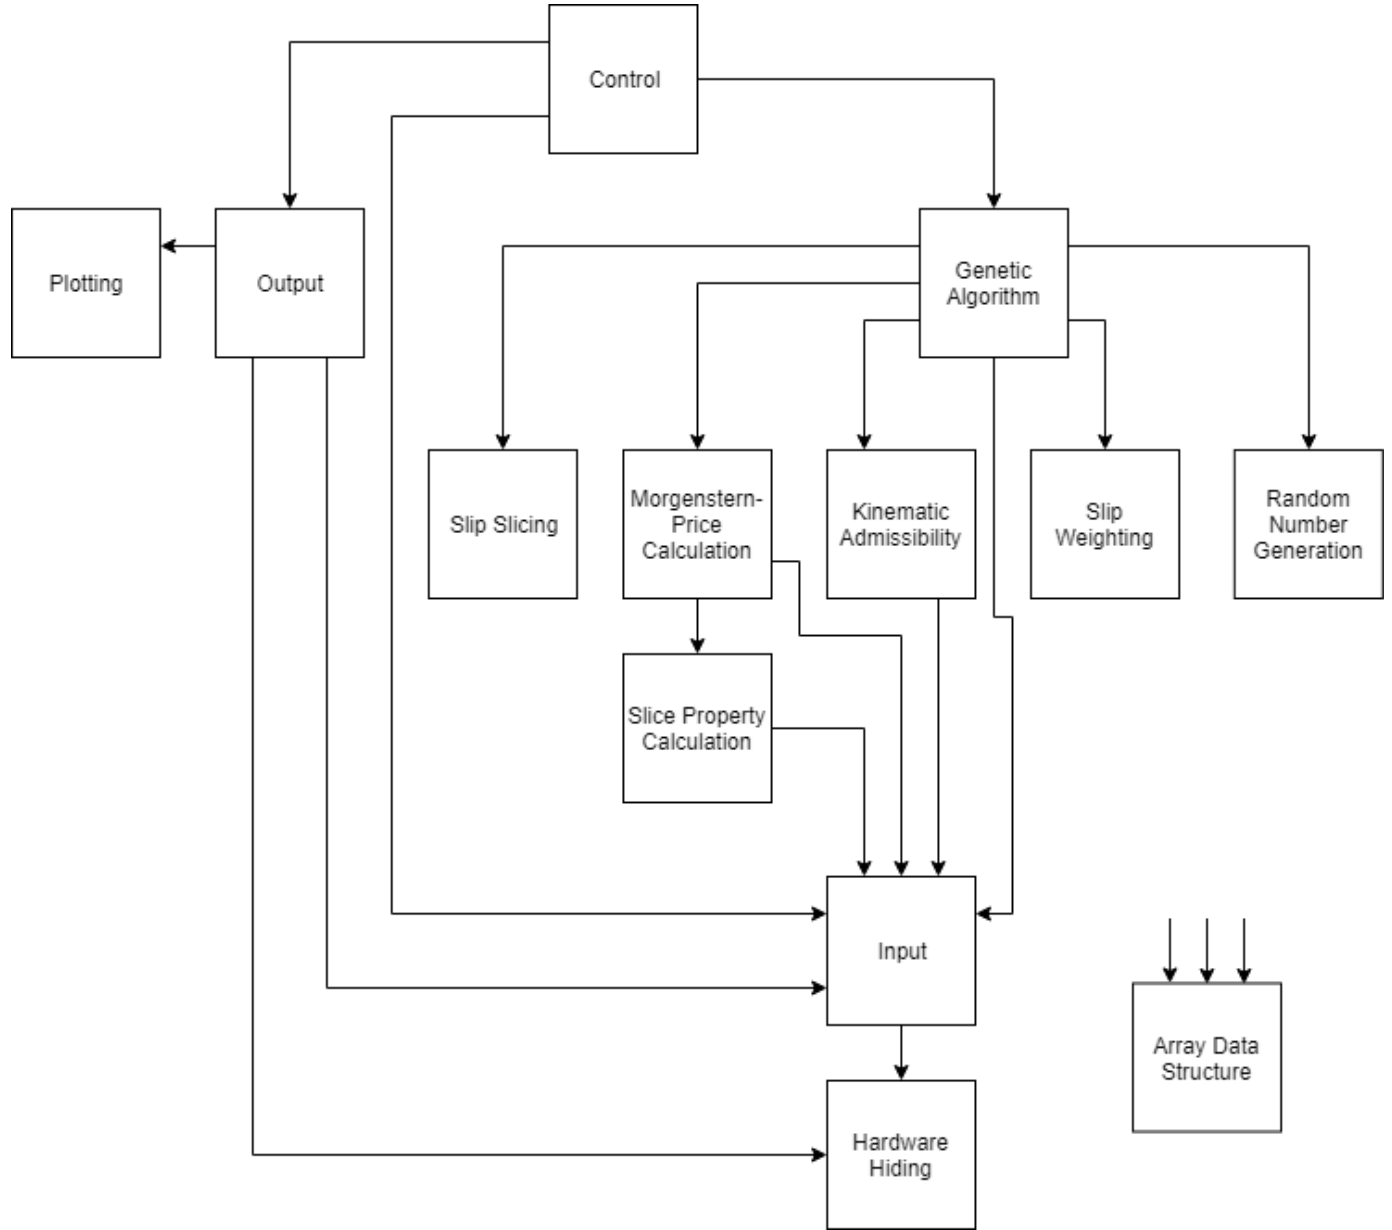 Control
Plotting
Output
Genetic
Algorithm
Slip Slicing
Morgenstern-
Price
Calculation
Kinematic
Admissibility
Slip
Weighting
Random
Number
Generation
Slice Property
Calculation
Input
Array Data
Structure
Hardware
Hiding